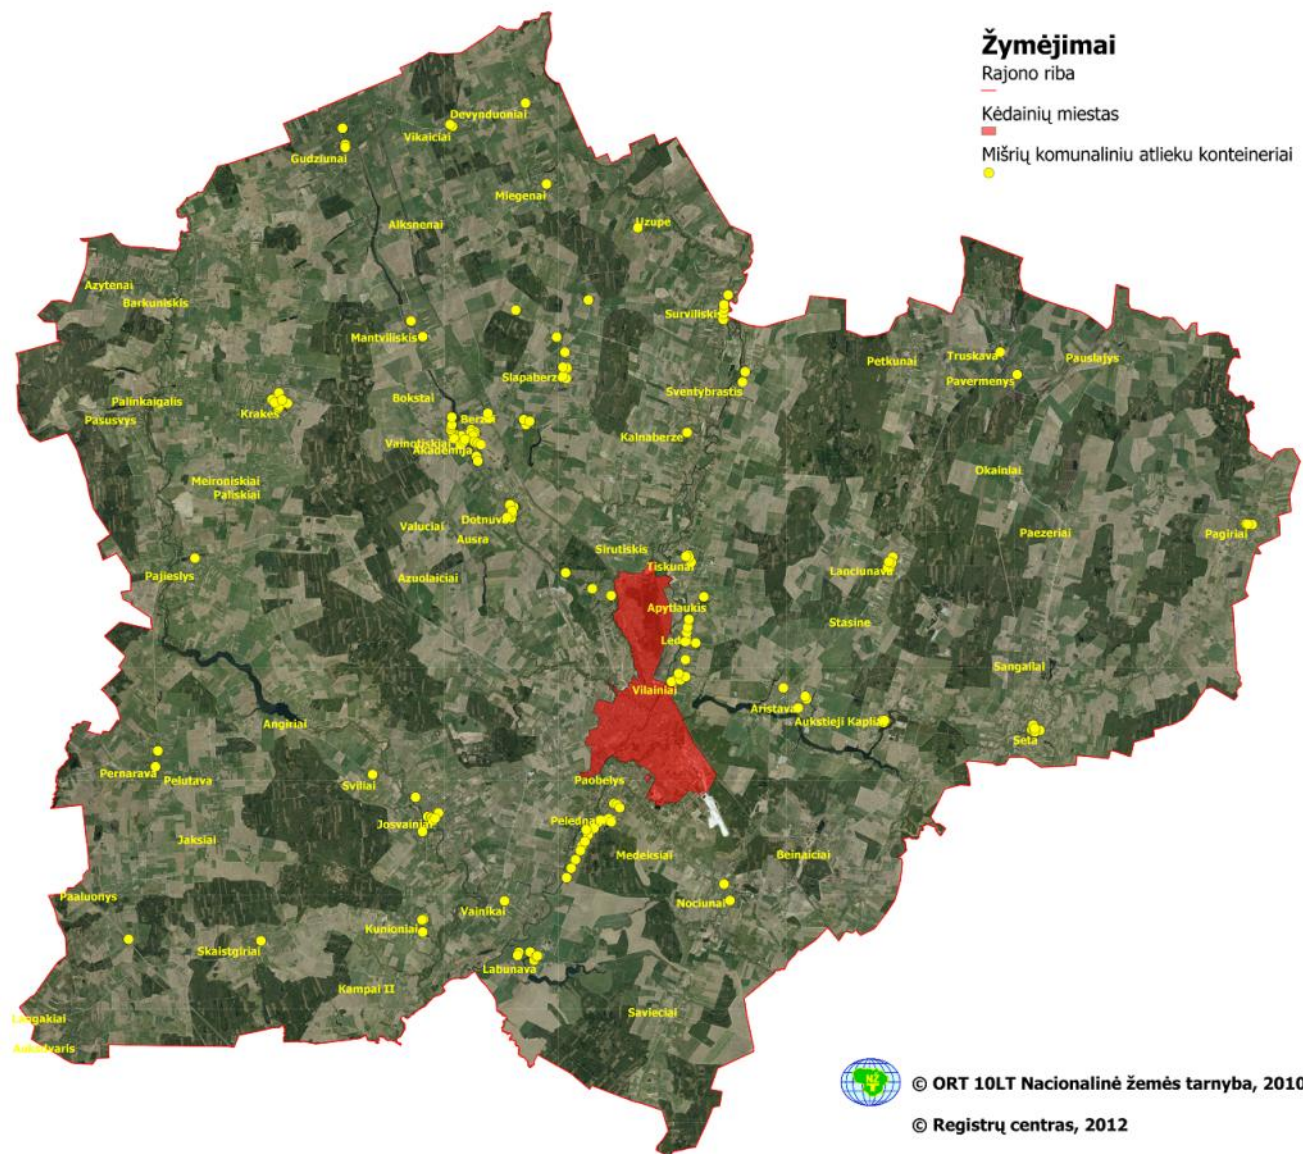 Žymėjimai
Rajono riba
Kėdainių miestas
Mišrių komunaliniu atlieku konteineriai
Devynduoniai
Vikaiciai
Gudziunai
Miegenai
Alksnenai
Uzupe
Azytenai
Barkuniskis
Surviliskis
Mantviliskis
Truskava
Petkunai
Pauslajys
Slapaberze
Pavermenys
Sventybrastis
Bokstai
Palinkaigalis
Krakes
Pasusvys
Berzai
Kalnaberze
Vainotiskiai
Akademija
Okainiai
Meironiskiai
Paliskiai
Dotnuva
Valuciai
Paezeriai
Pagiriai
Ausra
Sirutiskis
Tiskunai
Lanciunava
Pajieslys
Azuolaiciai
Apytlaukis
Stasine
Sangailai
Vilainiai
Aristava
Aukstieji Kapliai
Angiriai
Seta
Pernarava
Pelutava
Paobelys
Sviliai
Josvainiai
Jaksiai
Medeksiai
Beinaiciai
Paaluonys
Nociunai
Vainikai
Kunioniai
Skaistgiriai
Labunava
Kampai II
Savieciai
NŽT
© ORT 10LT Nacionalinė žemės tarnyba, 2010
© Registrų centras, 2012